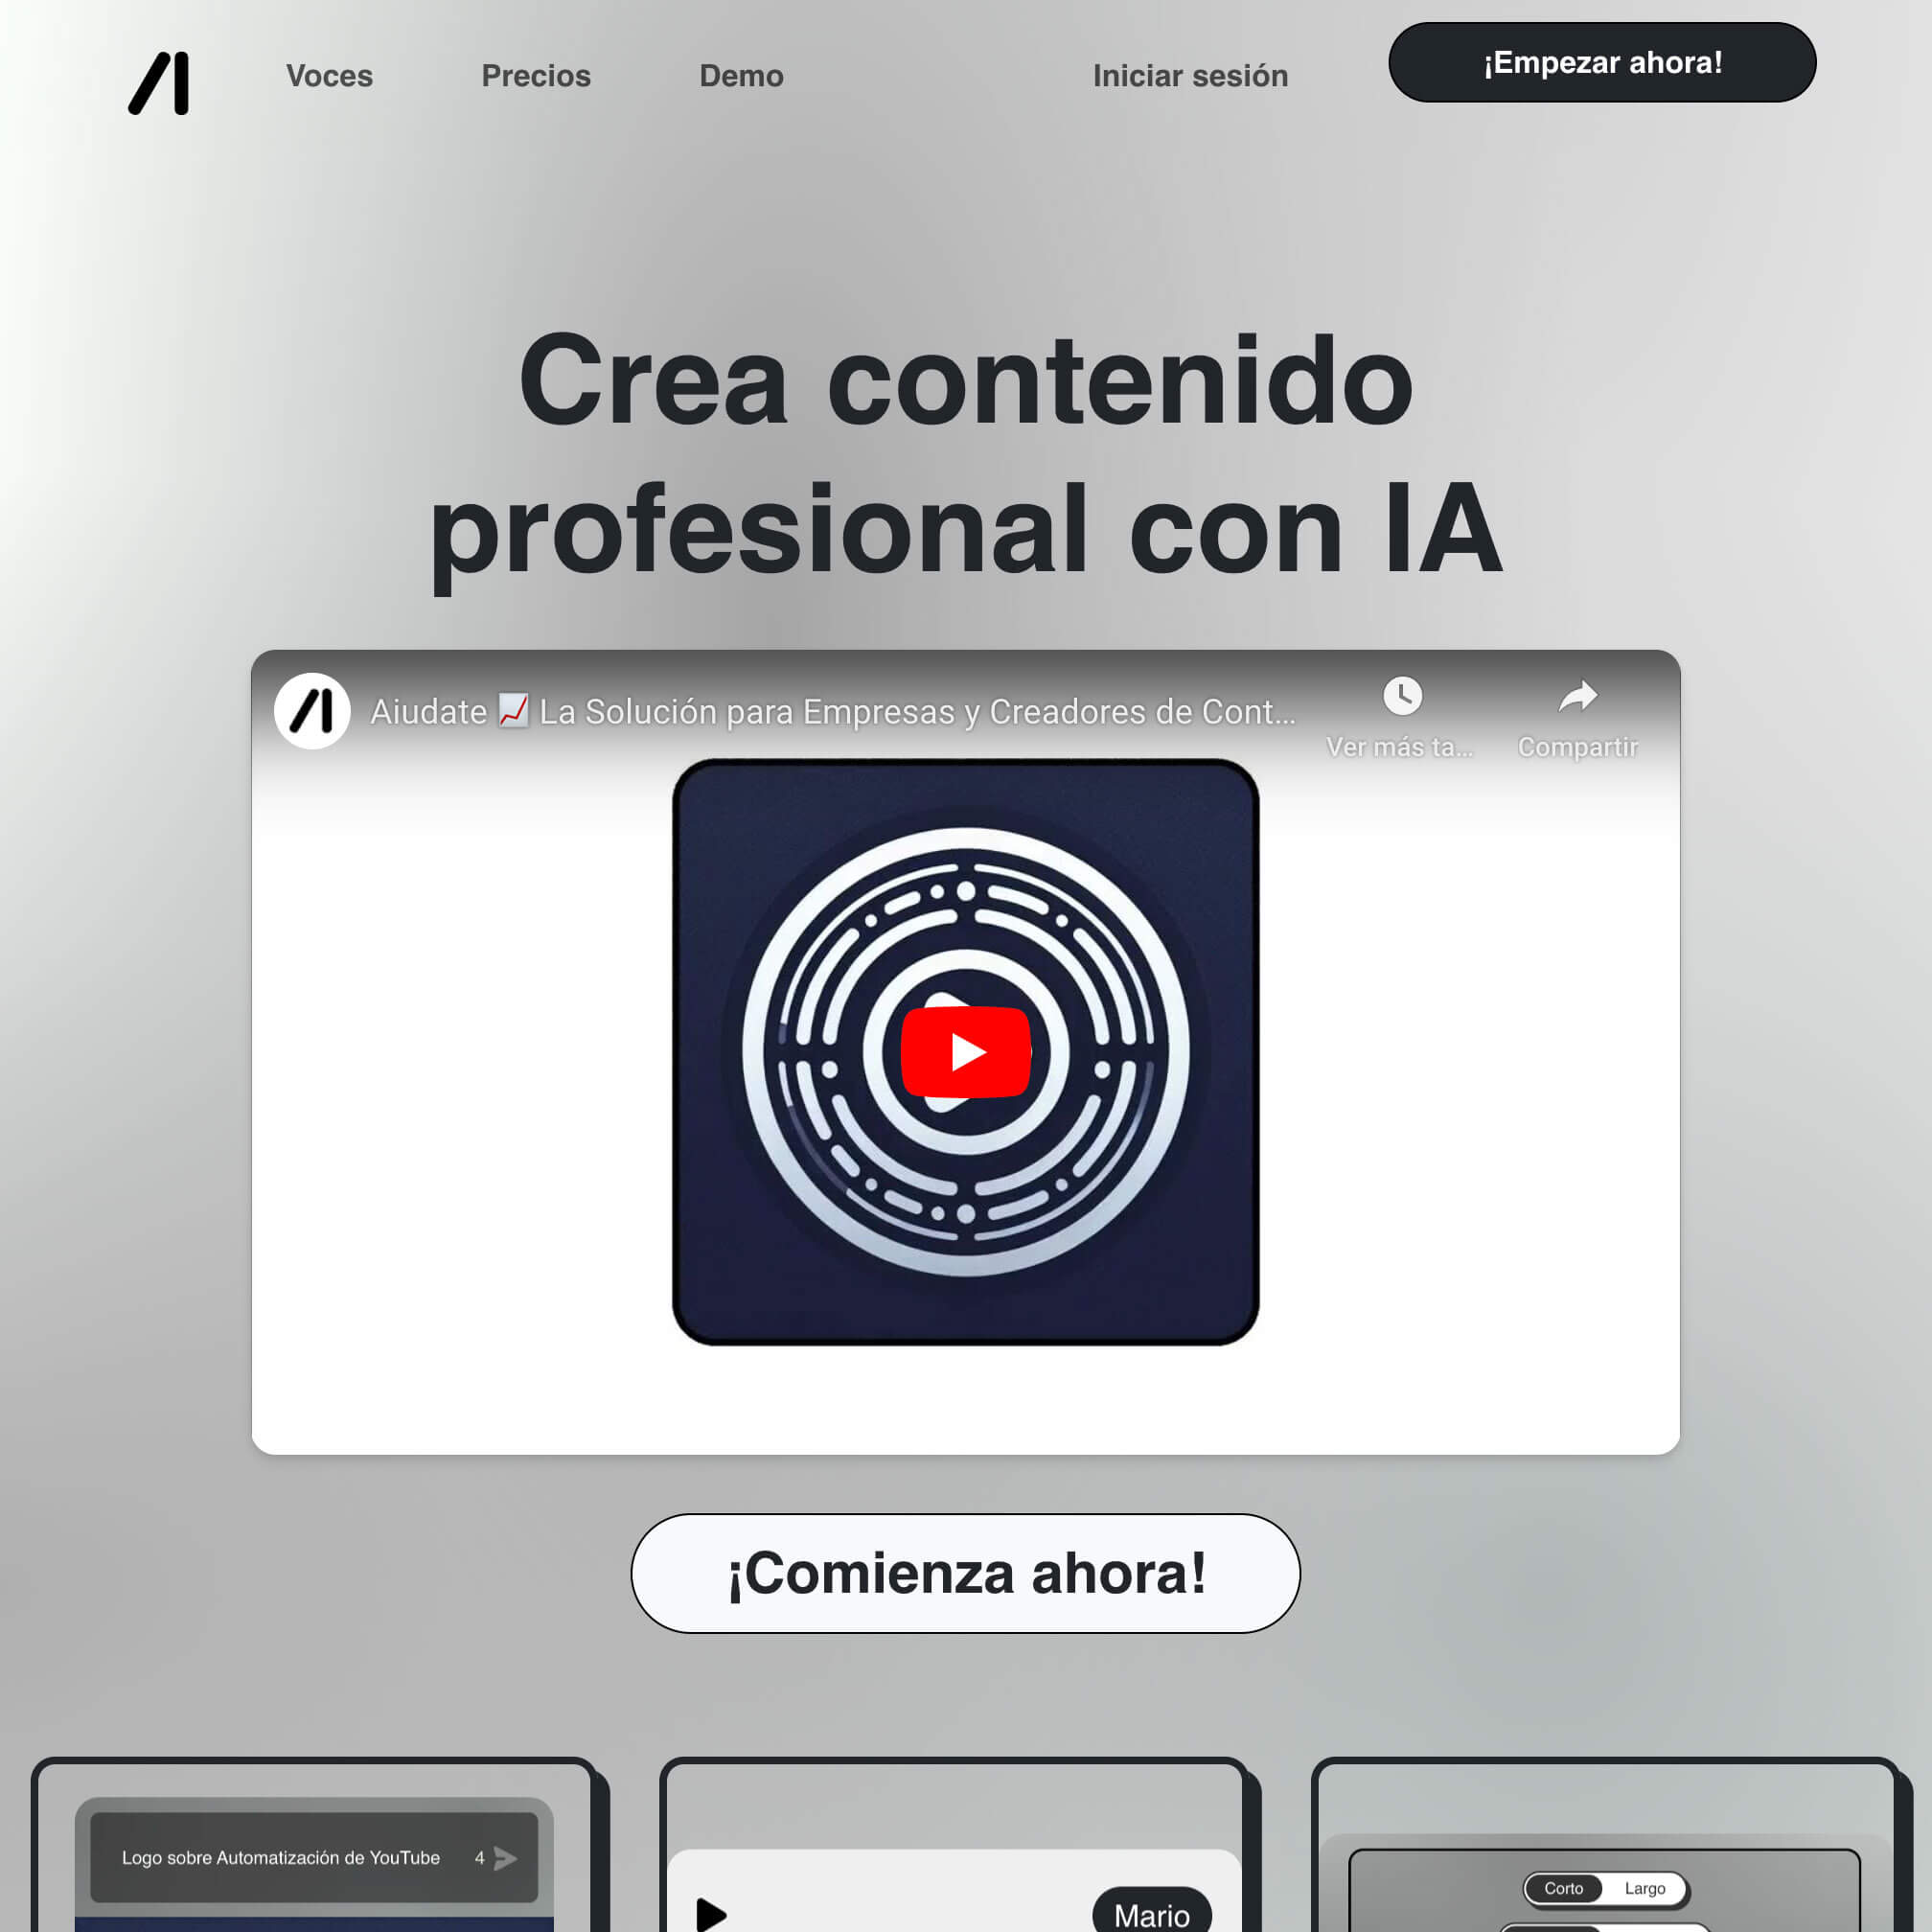 Voces
Precios
Demo
Iniciar sesión
¡Empezar ahora!
Crea contenido
profesional con IA
Aiudate 📈 La Solución para Empresas y Creadores de Cont...
Ver más ta...
Compartir
¡Comienza ahora!
Logo sobre Automatización de YouTube 4
Mario
Corto Largo